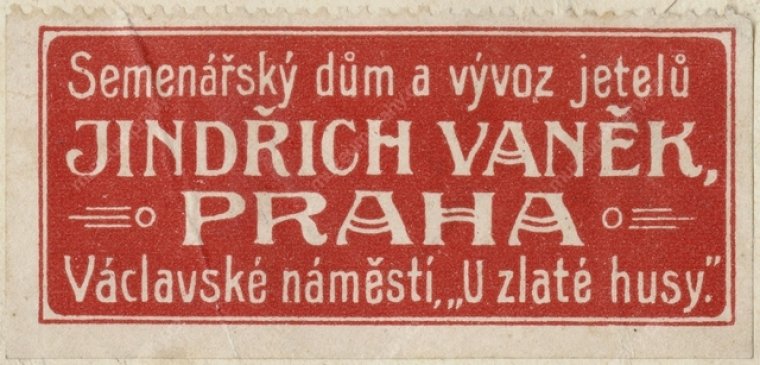 Semenářský dům a vývoz jetelů
JINDŘICH VANĚK,
PRAHA
Václavské náměstí, „U zlaté husy."